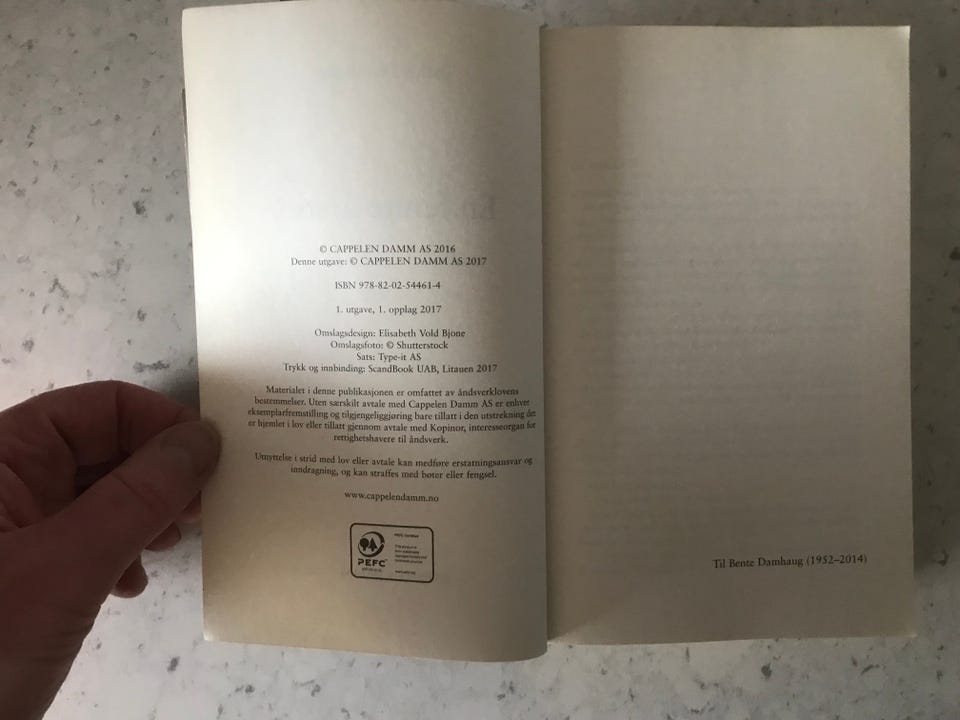 © CAPPELEN DAMM AS 2016
Denne utgave: © CAPPELEN DAMM AS 2017
ISBN 978-82-02-54461-4
1. utgave, 1. opplag 2017
Omslagsdesign: Elisabeth Vold Bjone
Omslagsfoto: © Shutterstock
Sats: Type-it AS
Trykk og innbinding: ScandBook UAB, Litauen 2017
Materialet i denne publikasjonen er omfattet av åndsverklovens
bestemmelser. Uten særskilt avtale med Cappelen Damm AS er enhver
eksemplarfremstilling og tilgjengeliggjøring bare tillatt i den utstrekning det
er hjemlet i lov eller tillatt gjennom avtale med Kopinor, interesseorgan for
rettighetshavere til åndsverk.
Utnyttelse i strid med lov eller avtale kan medføre erstatningsansvar og
inndragning, og kan straffes med bøter eller fengsel.
www.cappelendamm.no
PEFC
PEFC Certified
Til Bente Damhaug (1952–2014)